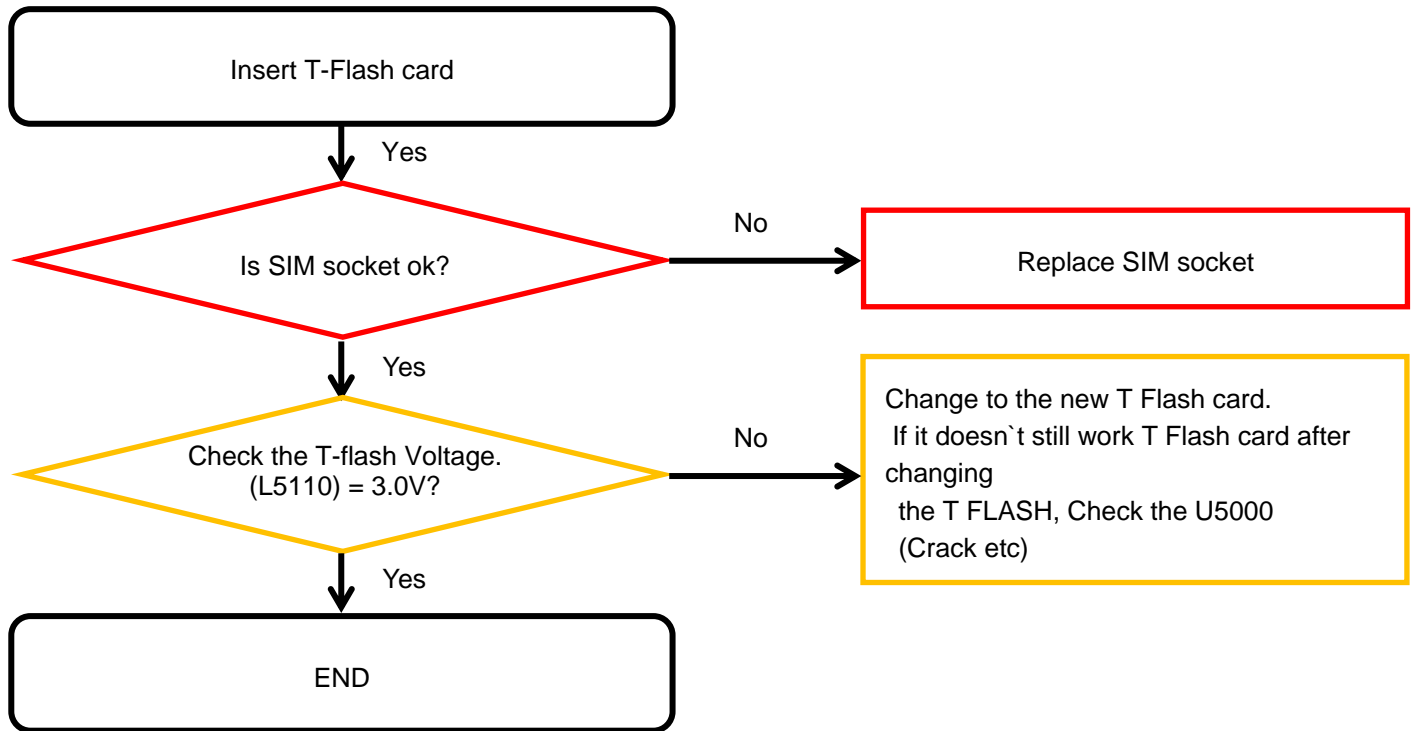 Insert T-Flash card
Yes
Is SIM socket ok?
No
Replace SIM socket
Yes
Check the T-flash Voltage.
(L5110) = 3.0V?
No
Change to the new T Flash card.
If it doesn`t still work T Flash card after
changing
the T FLASH, Check the U5000
(Crack etc)
Yes
END